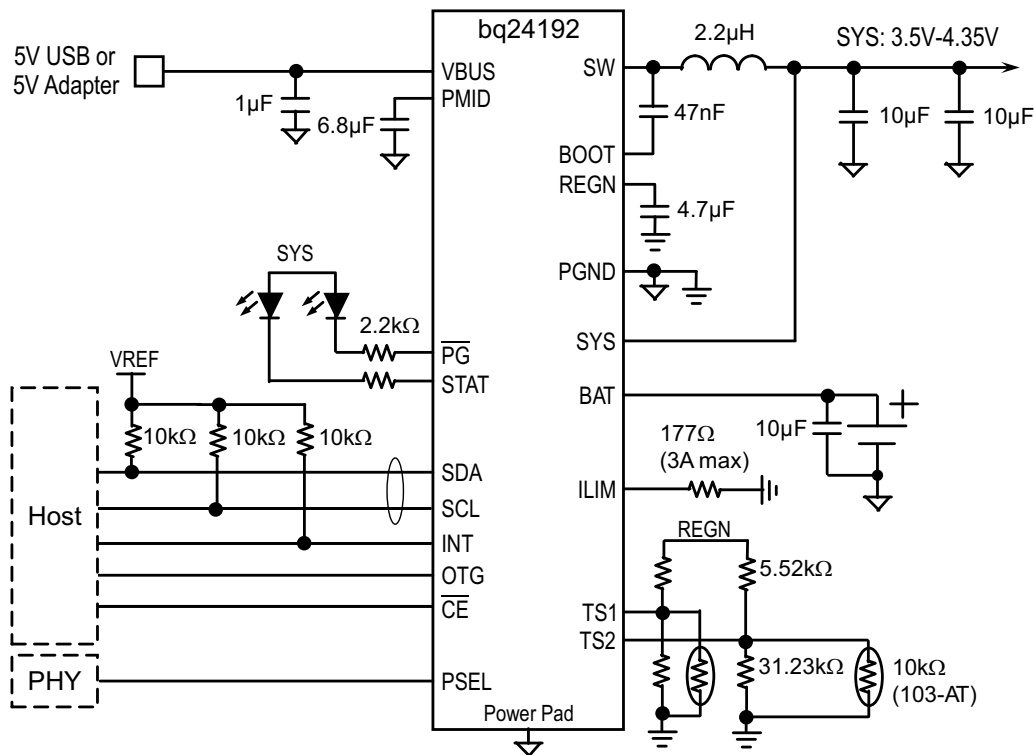 bq24192
5V USB or
5V Adapter
VBUS
PMID
1µF
6.8µF
SW
2.2µH
SYS: 3.5V-4.35V
47nF
10µF
10µF
BOOT
REGN
4.7µF
PGND
SYS
SYS
2.2kΩ
PG
STAT
VREF
10kΩ
10kΩ
10kΩ
Host
SDA
SCL
INT
OTG
CE
PHY
PSEL
BAT
10µF
+
177Ω
(3A max)
ILIM
REGN
5.52kΩ
TS1
TS2
31.23kΩ
10kΩ
(103-AT)
Power Pad